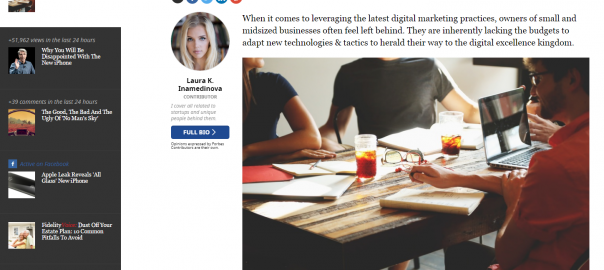 +51,962 views in the last 24 hours
Why You Will Be
Disappointed With The
New iPhone
+39 comments in the last 24 hours
The Good, The Bad And The
Ugly Of 'No Man's Sky'
Active on Facebook
Apple Leak Reveals 'All
Glass' New iPhone
Fidelity Voice: Dust Off Your
Estate Plan: 10 Common
Pitfalls To Avoid
Laura K.
Inamedinova
CONTRIBUTOR
I cover all related to
startups and unique
people behind them.
FULL BIO >
Opinions expressed by Forbes
Contributors are their own.
When it comes to leveraging the latest digital marketing practices, owners of small and
midsized businesses often feel left behind. They are inherently lacking the budgets to
adapt new technologies & tactics to herald their way to the digital excellence kingdom.